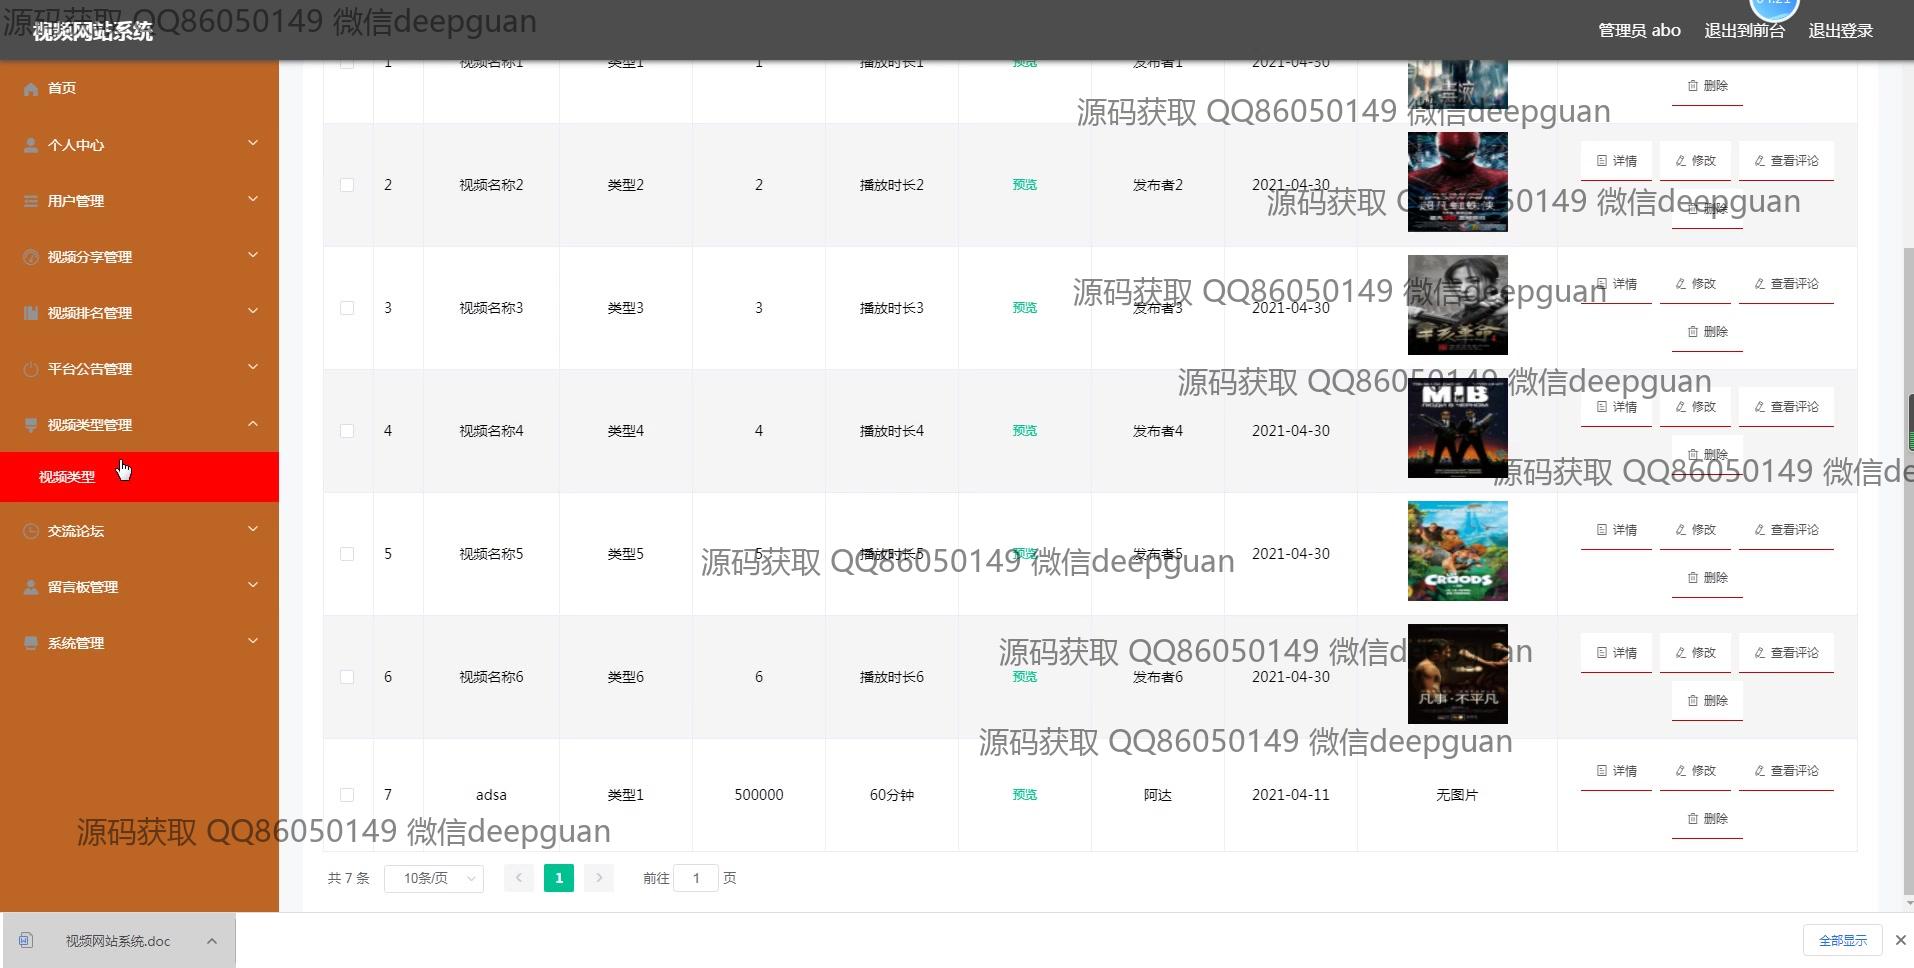 源码获取 QQ86050149 微信deepguan
视频网站系统
04:21
管理员 abo 退出到前台 退出登录
首页
个人中心
用户管理
视频分享管理
视频排名管理
平台公告管理
视频类型管理
视频类型
交流论坛
留言板管理
系统管理
1 视频名称1 类型1 1 播放时长1 预览 发布者1 2021-04-30
删除
源码获取 QQ86050149 微信deepguan
2 视频名称2 类型2 2 播放时长2 预览 发布者2 2021-04-30 详情 修改 查看评论
删除
源码获取 QQ86050149 微信deepguan
3 视频名称3 类型3 3 播放时长3 预览 发布者3 2021-04-30 辛亥革命 详情 修改 查看评论
删除
源码获取 QQ86050149 微信deepguan
源码获取 QQ86050149 微信deepguan
4 视频名称4 类型4 4 播放时长4 预览 发布者4 2021-04-30 MIB 详情 修改 查看评论
删除
源码获取 QQ86050149 微信de
5 视频名称5 类型5 5 播放时长5 预览 发布者5 2021-04-30 CROODS 详情 修改 查看评论
删除
源码获取 QQ86050149 微信deepguan
源码获取 QQ86050149 微信deepguan
6 视频名称6 类型6 6 播放时长6 预览 发布者6 2021-04-30 凡事·不平凡 详情 修改 查看评论
删除
源码获取 QQ86050149 微信deepguan
7 adsa 类型1 500000 60分钟 预览 阿达 2021-04-11 无图片 详情 修改 查看评论
删除
源码获取 QQ86050149 微信deepguan
共 7 条 10条/页 1 前往 1 页
视频网站系统.doc
全部显示